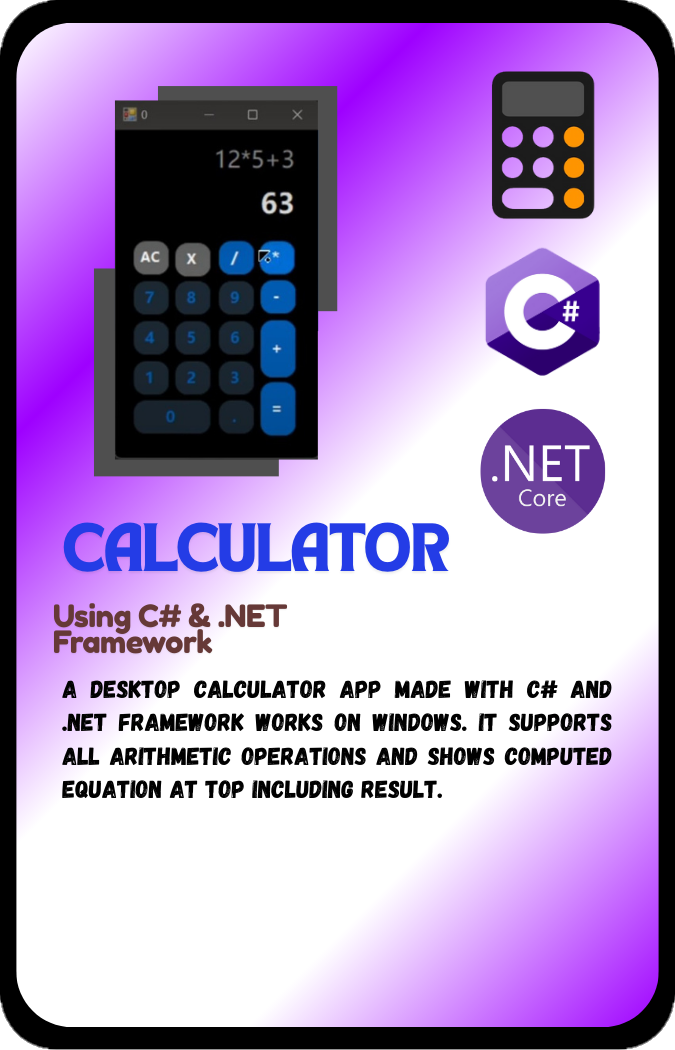 0
12*5+3
63
AC X / *
7 8 9 -
4 5 6 +
1 2 3
0 . =
C#
.NET
Core
CALCULATOR
Using C# & .NET
Framework
A DESKTOP CALCULATOR APP MADE WITH C# AND
.NET FRAMEWORK WORKS ON WINDOWS. IT SUPPORTS
ALL ARITHMETIC OPERATIONS AND SHOWS COMPUTED
EQUATION AT TOP INCLUDING RESULT.